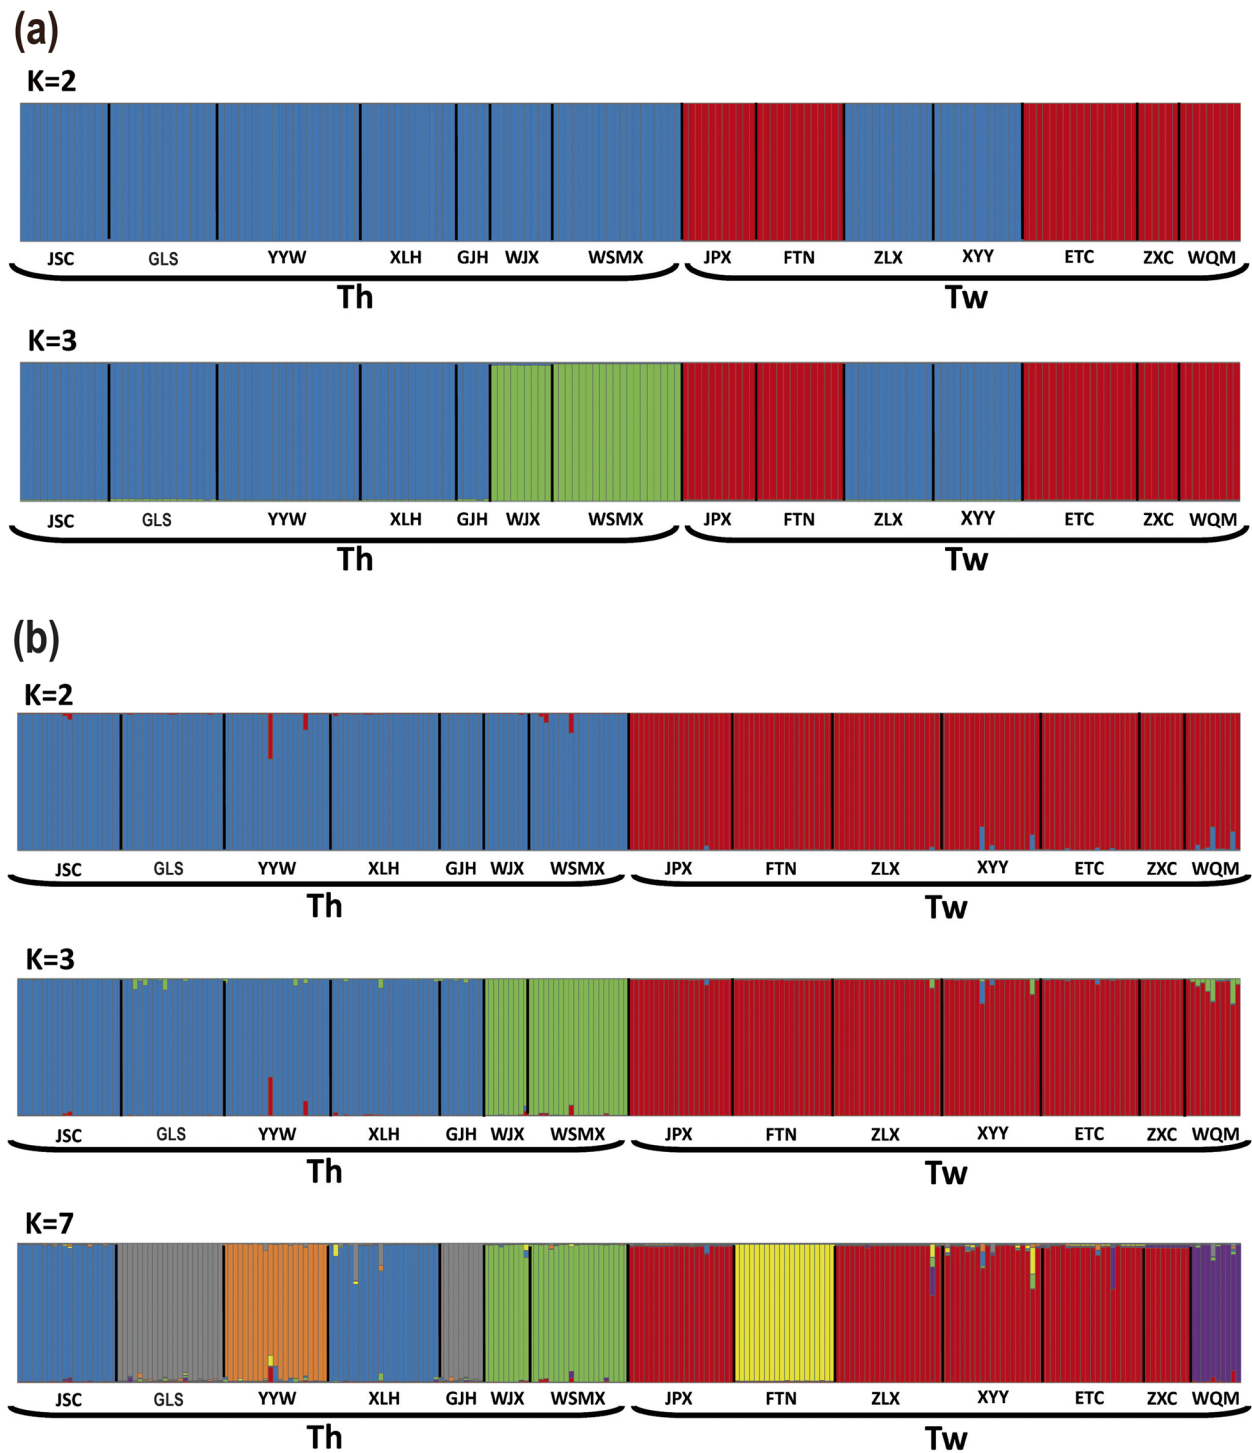 (a)
K=2
JSC GLS YYW XLH GJH WJX WSMX JPX FTN ZLX XYY ETC ZXC WQM
Th Tw
K=3
JSC GLS YYW XLH GJH WJX WSMX JPX FTN ZLX XYY ETC ZXC WQM
Th Tw
(b)
K=2
JSC GLS YYW XLH GJH WJX WSMX JPX FTN ZLX XYY ETC ZXC WQM
Th Tw
K=3
JSC GLS YYW XLH GJH WJX WSMX JPX FTN ZLX XYY ETC ZXC WQM
Th Tw
K=7
JSC GLS YYW XLH GJH WJX WSMX JPX FTN ZLX XYY ETC ZXC WQM
Th Tw